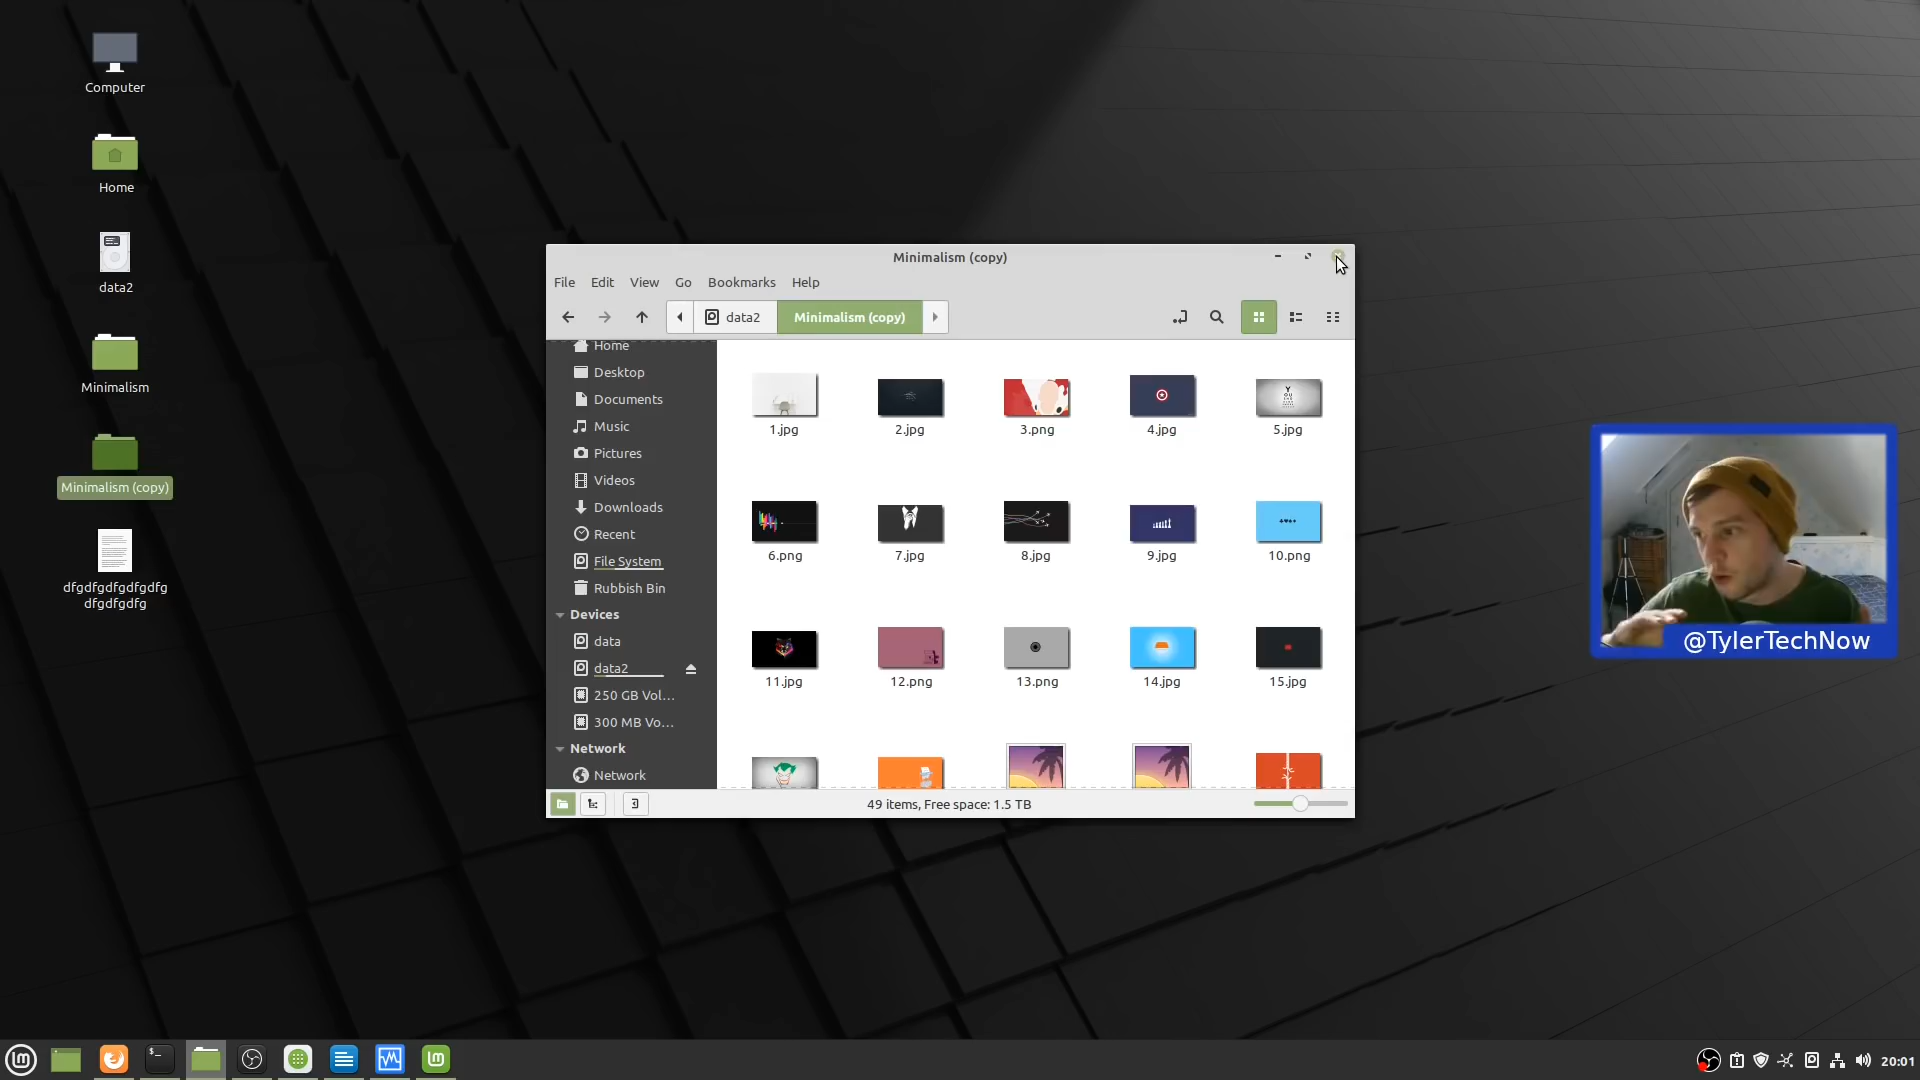 Computer
Home
data2
Minimalism
Minimalism (copy)
dfgdfgdfgdfgdfg
dfgdfgdfg
Minimalism (copy)
File Edit View Go Bookmarks Help
data2 Minimalism (copy)
Home
Desktop
Documents
Music
Pictures
Videos
Downloads
Recent
File System
Rubbish Bin
Devices
data
data2
250 GB Vol...
300 MB Vo...
Network
Network
1.jpg 2.jpg 3.png 4.jpg 5.jpg
6.png 7.jpg 8.jpg 9.jpg 10.png
11.jpg 12.png 13.png 14.jpg 15.jpg
49 items, Free space: 1.5 TB
@TylerTechNow
20:01